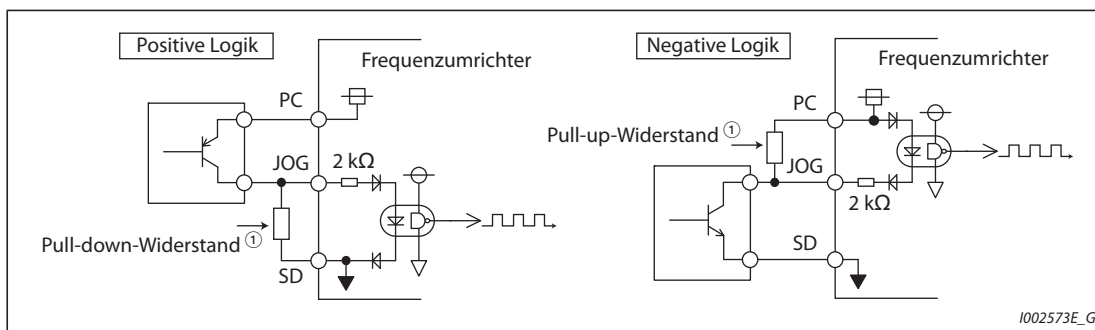 Positive Logik
Frequenzumrichter
PC
JOG
2 kΩ
Pull-down-Widerstand ①
SD
Negative Logik
Frequenzumrichter
PC
Pull-up-Widerstand ①
JOG
2 kΩ
SD
I002573E_G